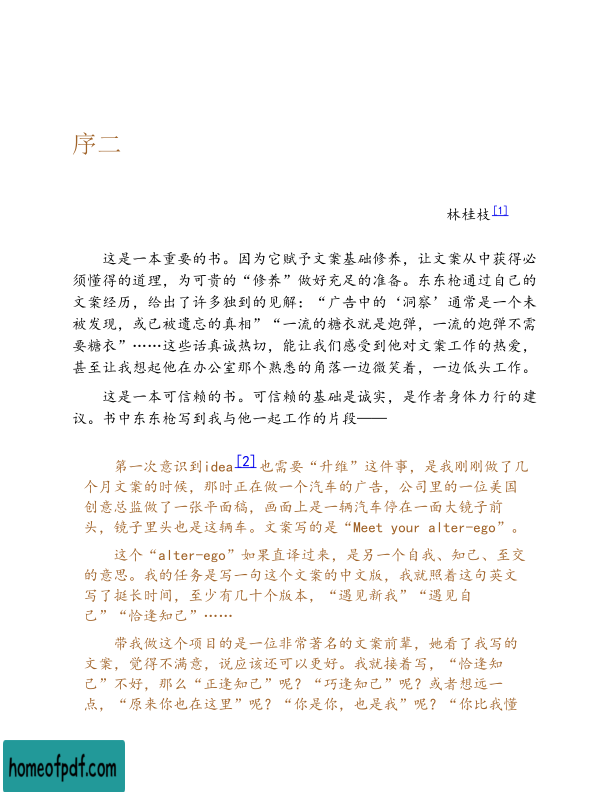 序二
林桂枝[1]
这是一本重要的书。因为它赋予文案基础修养，让文案从中获得必
须懂得的道理，为可贵的“修养”做好充足的准备。东东枪通过自己的
文案经历，给出了许多独到的见解：“广告中的‘洞察’通常是一个未
被发现，或已被遗忘的真相”“一流的糖衣就是炮弹，一流的炮弹不需
要糖衣”……这些话真诚热切，能让我们感受到他对文案工作的热爱，
甚至让我想起他在办公室那个熟悉的角落一边微笑着，一边低头工作。
这是一本可信赖的书。可信赖的基础是诚实，是作者身体力行的建
议。书中东东枪写到我与他一起工作的片段——
第一次意识到idea[2]也需要“升维”这件事，是我刚刚做了几
个月文案的时候，那时正在做一个汽车的广告，公司里的一位美国
创意总监做了一张平面稿，画面上是一辆汽车停在一面大镜子前
头，镜子里头也是这辆车。文案写的是“Meet your alter-ego”。
这个“alter-ego”如果直译过来，是另一个自我、知己、至交
的意思。我的任务是写一句这个文案的中文版，我就照着这句英文
写了挺长时间，至少有几十个版本，“遇见新我”“遇见自
己”“恰逢知己”……
带我做这个项目的是一位非常著名的文案前辈，她看了我写的
文案，觉得不满意，说应该还可以更好。我就接着写，“恰逢知
己”不好，那么“正逢知己”呢？“巧逢知己”呢？或者想远一
点，“原来你也在这里”呢？“你是你，也是我”呢？“你比我懂
homeofpdf.com